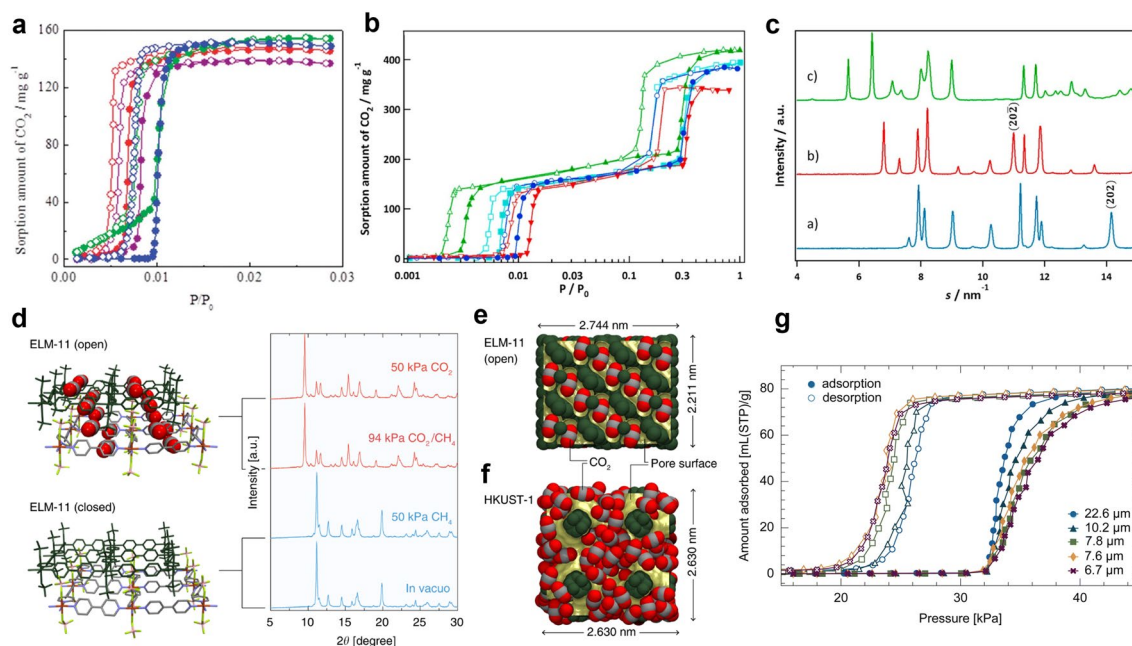 a
160
120
80
40
0
Sorption amount of CO2 / mg g-1
0.00 0.01 0.02 0.03
P/P0
b
500
400
300
200
100
0
Sorption amount of CO2 / mg g-1
0.001 0.01 0.1 0.3 1
P / P0
c
Intensity / a.u.
c)
b)
(202̄)
a)
(202)
4 6 8 10 12 14
s / nm-1
d
ELM-11 (open)
ELM-11 (closed)
Intensity [a.u.]
50 kPa CO2
94 kPa CO2/CH4
50 kPa CH4
In vacuo
5 10 15 20 25 30
2θ [degree]
e
2.744 nm
ELM-11
(open)
2.211 nm
CO2
Pore surface
f
HKUST-1
2.630 nm
2.630 nm
g
adsorption
desorption
80
60
40
20
0
Amount adsorbed [mL(STP)/g]
22.6 μm
10.2 μm
7.8 μm
7.6 μm
6.7 μm
20 30 40
Pressure [kPa]